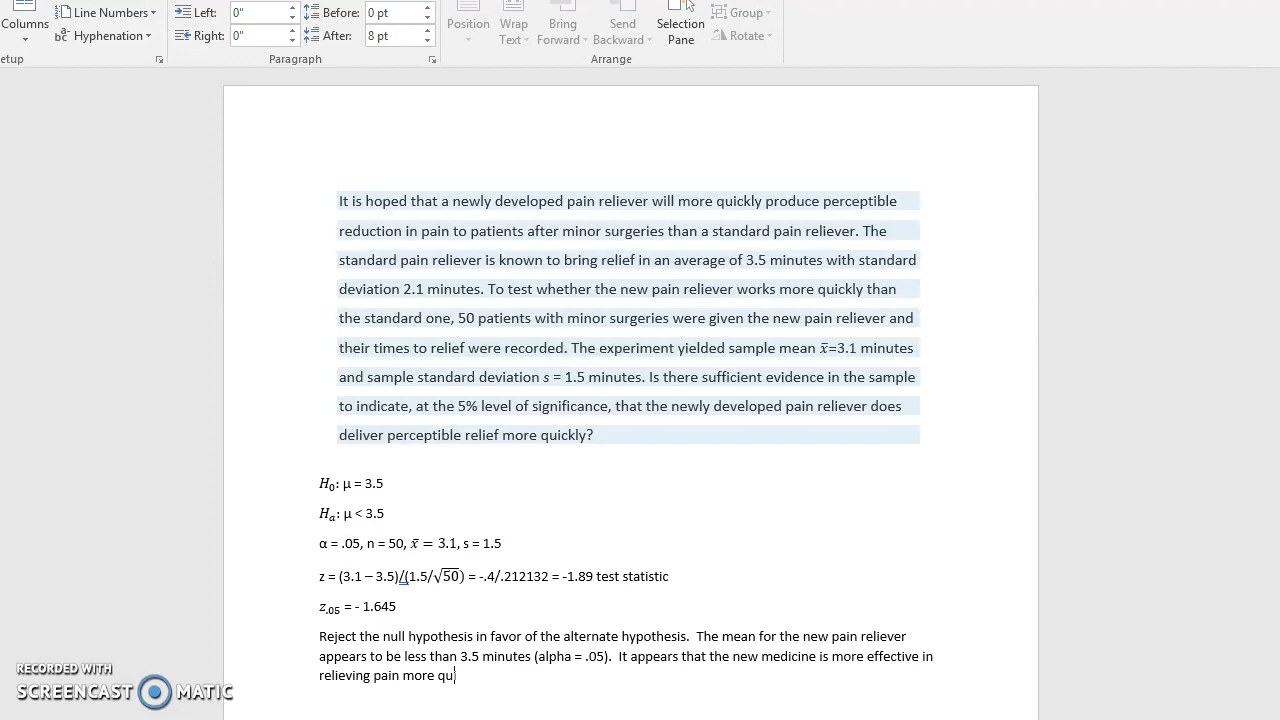 Columns Line Numbers Left: 0" Before: 0 pt Position Wrap Bring Send Selection Group
Hyphenation Right: 0" After: 8 pt Text Forward Backward Pane Rotate
etup Paragraph Arrange
It is hoped that a newly developed pain reliever will more quickly produce perceptible
reduction in pain to patients after minor surgeries than a standard pain reliever. The
standard pain reliever is known to bring relief in an average of 3.5 minutes with standard
deviation 2.1 minutes. To test whether the new pain reliever works more quickly than
the standard one, 50 patients with minor surgeries were given the new pain reliever and
their times to relief were recorded. The experiment yielded sample mean x̄=3.1 minutes
and sample standard deviation s = 1.5 minutes. Is there sufficient evidence in the sample
to indicate, at the 5% level of significance, that the newly developed pain reliever does
deliver perceptible relief more quickly?
H₀: μ = 3.5
Hₐ: μ < 3.5
α = .05, n = 50, x̄ = 3.1, s = 1.5
z = (3.1 – 3.5)/(1.5/√50) = -.4/.212132 = -1.89 test statistic
z.₀₅ = - 1.645
Reject the null hypothesis in favor of the alternate hypothesis.  The mean for the new pain reliever
appears to be less than 3.5 minutes (alpha = .05).  It appears that the new medicine is more effective in
relieving pain more qu
RECORDED WITH
SCREENCAST MATIC